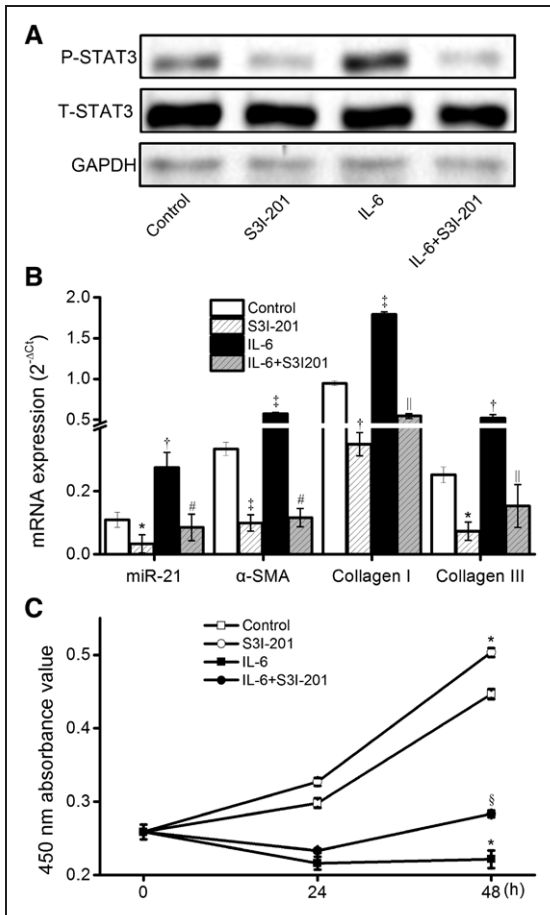 A
P-STAT3
T-STAT3
GAPDH
Control
S3I-201
IL-6
IL-6+S3I-201
B
mRNA expression (2^-ΔCt)
2.0
1.5
1.0
0.5
0.2
0.0
Control
S3I-201
IL-6
IL-6+S3I201
* † #
‡ ‡ #
† ‡ ||
* † ||
miR-21 α-SMA Collagen I Collagen III
C
450 nm absorbance value
0.5
0.4
0.3
0.2
Control
S3I-201
IL-6
IL-6+S3I-201
*
§
*
0 24 48 (h)